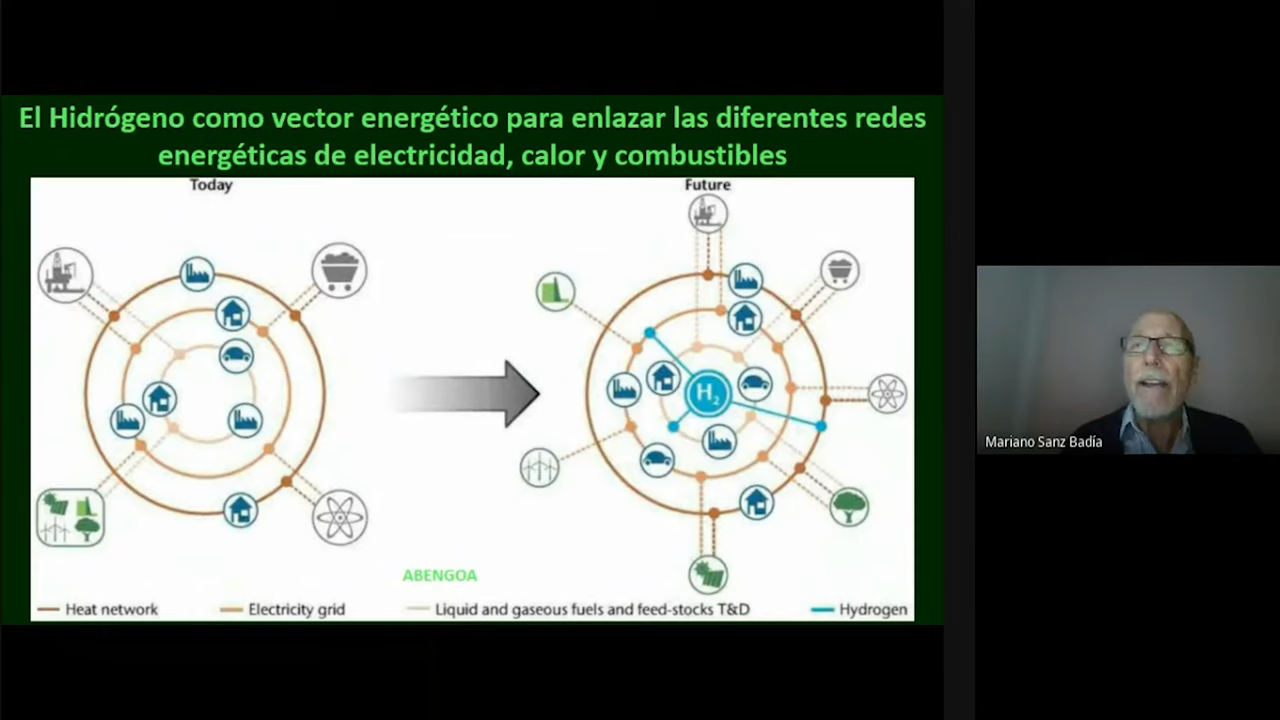 El Hidrógeno como vector energético para enlazar las diferentes redes
energéticas de electricidad, calor y combustibles
Today
Future
H2
Mariano Sanz Badía
ABENGOA
Heat network
Electricity grid
Liquid and gaseous fuels and feed-stocks T&D
Hydrogen